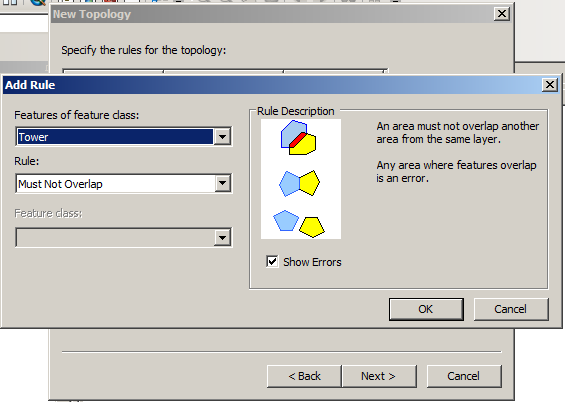 New Topology
Specify the rules for the topology:
Add Rule
Features of feature class:
Tower
Rule:
Must Not Overlap
Feature class:
Rule Description
An area must not overlap another
area from the same layer.
Any area where features overlap
is an error.
Show Errors
OK
Cancel
< Back
Next >
Cancel